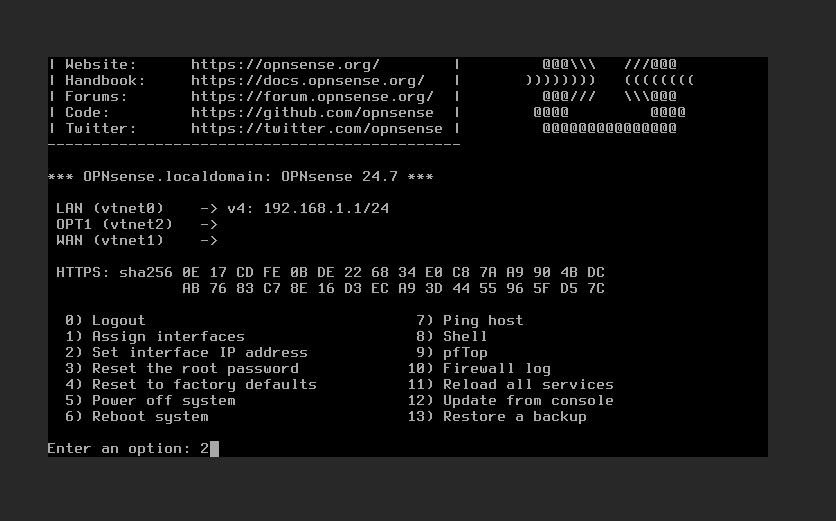 | Website:      https://opnsense.org/        |         @@@\\\   ///@@@
| Handbook:     https://docs.opnsense.org/   |       ))))))))   ((((((((
| Forums:       https://forum.opnsense.org/  |         @@@///   \\\@@@
| Code:         https://github.com/opnsense  |        @@@@         @@@@
| Twitter:      https://twitter.com/opnsense |         @@@@@@@@@@@@@@@
----------------------------------------------
*** OPNsense.localdomain: OPNsense 24.7 ***
LAN (vtnet0)    -> v4: 192.168.1.1/24
OPT1 (vtnet2)   ->
WAN (vtnet1)    ->
HTTPS: sha256 0E 17 CD FE 0B DE 22 68 34 E0 C8 7A A9 90 4B DC
AB 76 83 C7 8E 16 D3 EC A9 3D 44 55 96 5F D5 7C
0) Logout                              7) Ping host
1) Assign interfaces                   8) Shell
2) Set interface IP address            9) pfTop
3) Reset the root password            10) Firewall log
4) Reset to factory defaults          11) Reload all services
5) Power off system                   12) Update from console
6) Reboot system                      13) Restore a backup
Enter an option: 2